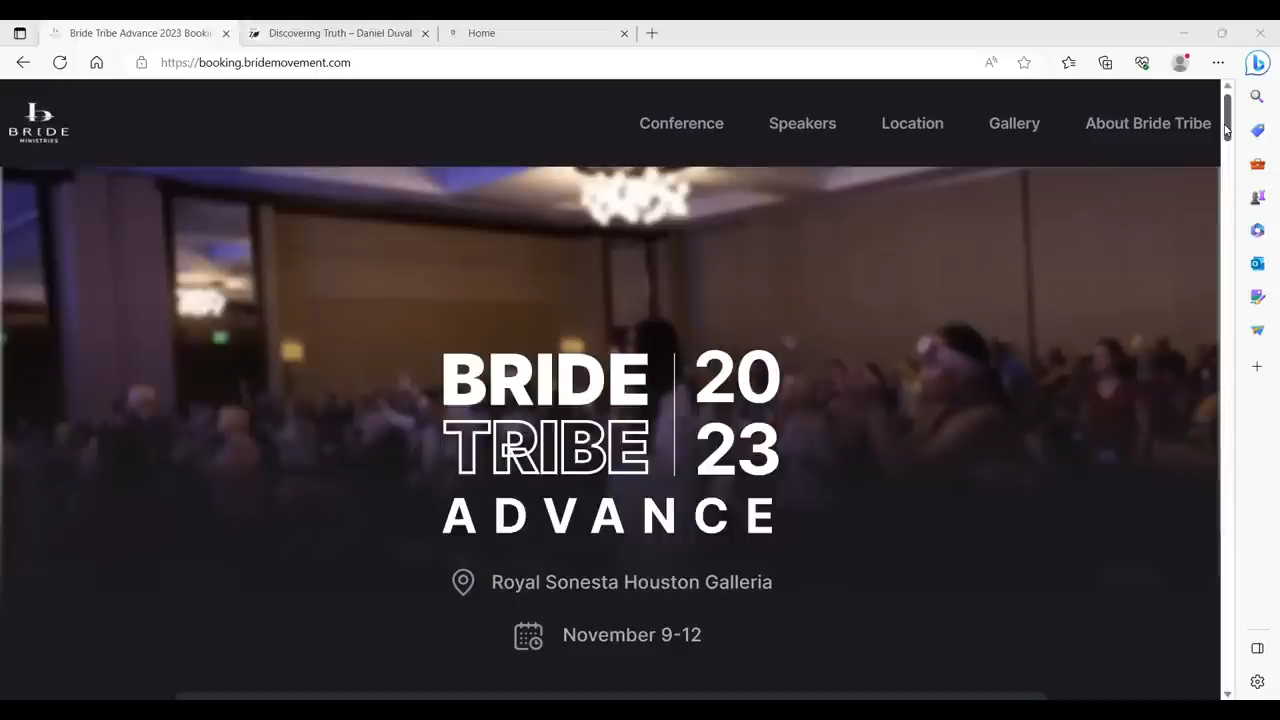 Bride Tribe Advance 2023 Booki
Discovering Truth – Daniel Duval
Home
https://booking.bridemovement.com
BRIDE
MINISTRIES
Conference
Speakers
Location
Gallery
About Bride Tribe
BRIDE 20
TRIBE 23
ADVANCE
Royal Sonesta Houston Galleria
November 9-12